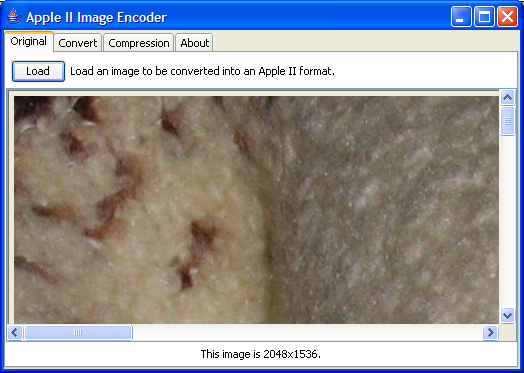 Apple II Image Encoder
Original Convert Compression About
Load Load an image to be converted into an Apple II format.
This image is 2048x1536.